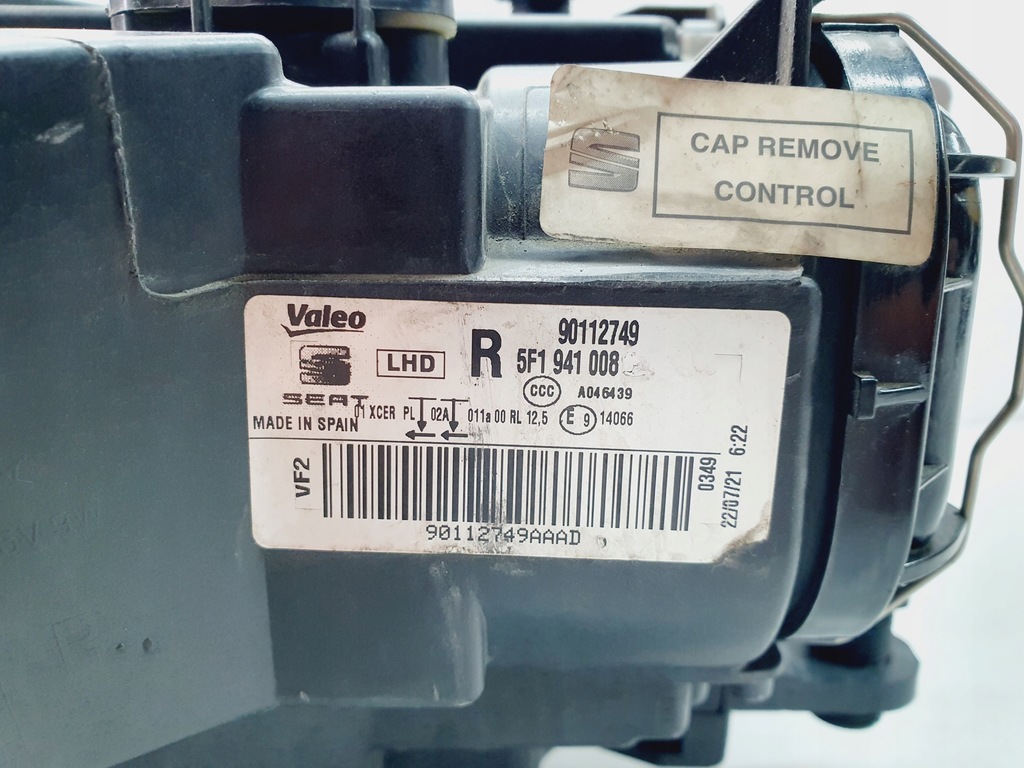 CAP REMOVE
CONTROL
Valeo
SEAT
LHD
R
90112749
5F1 941 008
CCC
A046439
01 XCER PL 02A 011a 00 RL 12,5 E 9 14066
MADE IN SPAIN
VF2
90112749AAAD
0349
22/07/21 6:22